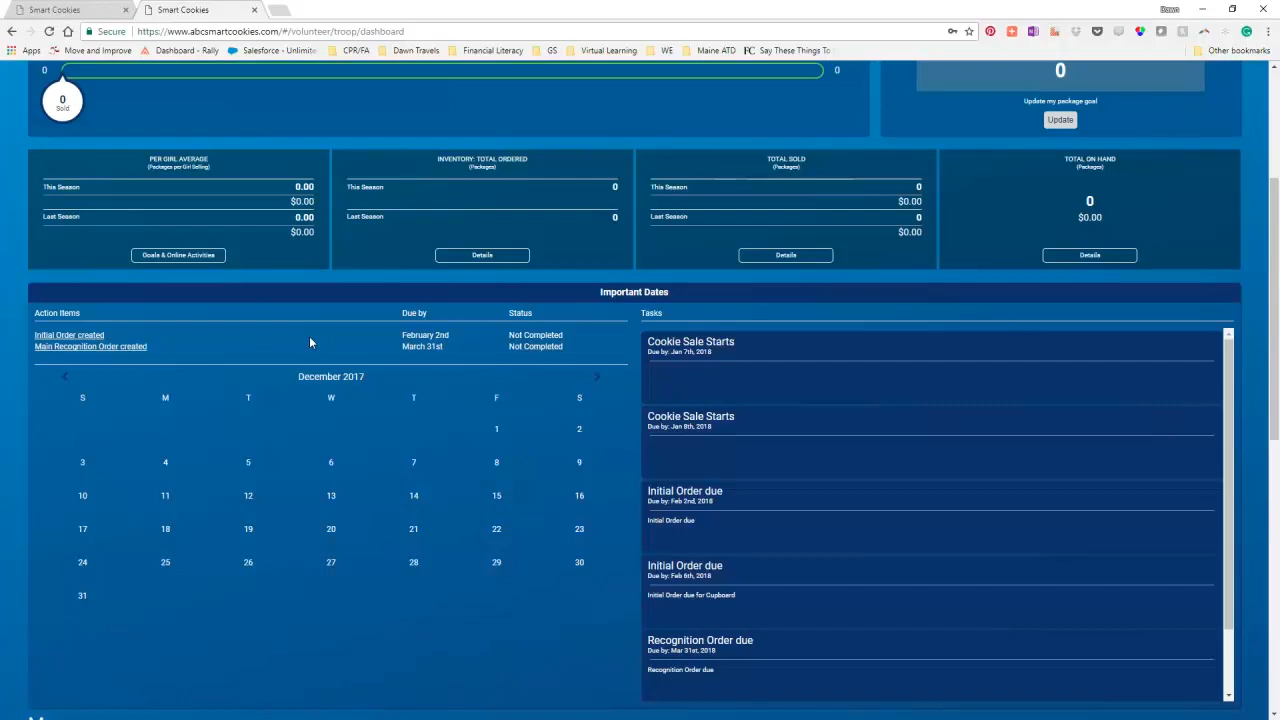 Smart Cookies
Smart Cookies
Dawn
Secure
https://www.abcsmartcookies.com/#/volunteer/troop/dashboard
Apps
Move and Improve
Dashboard - Rally
Salesforce - Unlimite
CPR/FA
Dawn Travels
Financial Literacy
GS
Virtual Learning
WE
Maine ATD
FC Say These Things To
Other bookmarks
0
0
0
Sold
0
Update my package goal
Update
PER GIRL AVERAGE
(Packages per Girl Selling)
This Season 0.00
$0.00
Last Season 0.00
$0.00
Goals & Online Activities
INVENTORY: TOTAL ORDERED
(Packages)
This Season 0
Last Season 0
Details
TOTAL SOLD
(Packages)
This Season 0
$0.00
Last Season 0
$0.00
Details
TOTAL ON HAND
(Packages)
0
$0.00
Details
Important Dates
Action Items Due by Status
Initial Order created February 2nd Not Completed
Main Recognition Order created March 31st Not Completed
December 2017
S M T W T F S
1 2
3 4 5 6 7 8 9
10 11 12 13 14 15 16
17 18 19 20 21 22 23
24 25 26 27 28 29 30
31
Tasks
Cookie Sale Starts
Due by: Jan 7th, 2018
Cookie Sale Starts
Due by: Jan 8th, 2018
Initial Order due
Due by: Feb 2nd, 2018
Initial Order due
Initial Order due
Due by: Feb 6th, 2018
Initial Order due for Cupboard
Recognition Order due
Due by: Mar 31st, 2018
Recognition Order due